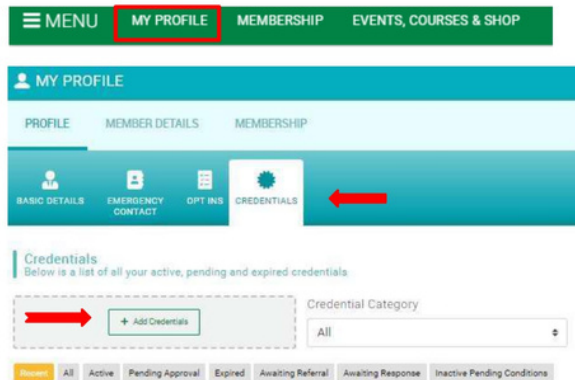 MENU MY PROFILE MEMBERSHIP EVENTS, COURSES & SHOP
MY PROFILE
PROFILE MEMBER DETAILS MEMBERSHIP
BASIC DETAILS EMERGENCY CONTACT OPT INS CREDENTIALS
Credentials
Below is a list of all your active, pending and expired credentials
Credential Category
+ Add Credentials All
Recent All Active Pending Approval Expired Awaiting Referral Awaiting Response Inactive Pending Conditions